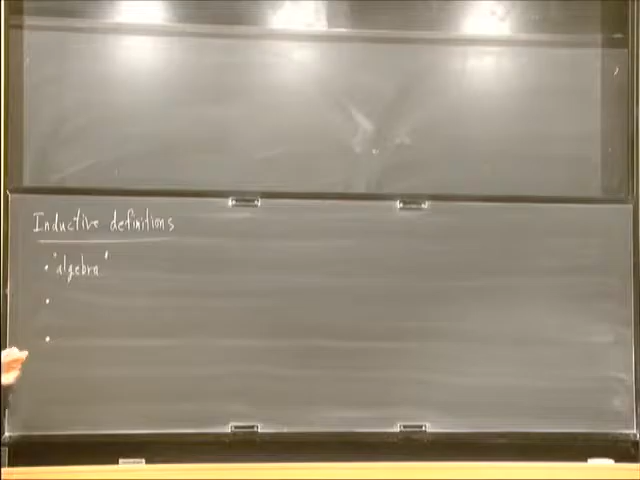 Inductive definitions
• "algebra"
•
•